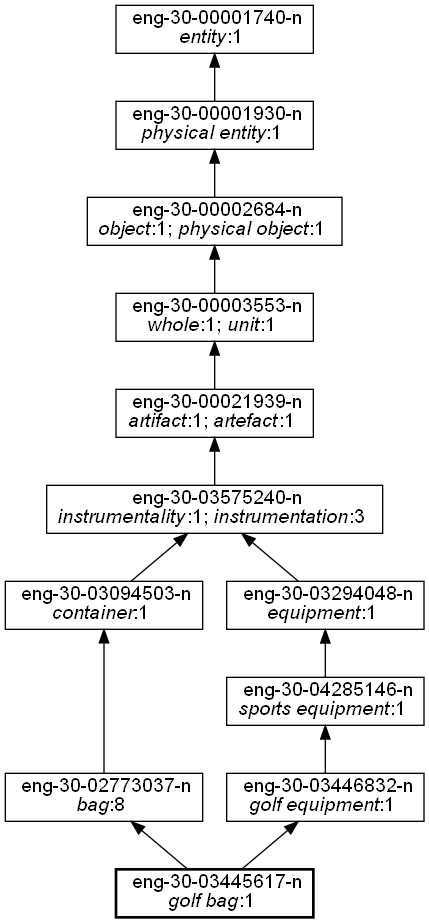 eng-30-00001740-n
entity:1
eng-30-00001930-n
physical entity:1
eng-30-00002684-n
object:1; physical object:1
eng-30-00003553-n
whole:1; unit:1
eng-30-00021939-n
artifact:1; artefact:1
eng-30-03575240-n
instrumentality:1; instrumentation:3
eng-30-03094503-n
container:1
eng-30-03294048-n
equipment:1
eng-30-04285146-n
sports equipment:1
eng-30-02773037-n
bag:8
eng-30-03446832-n
golf equipment:1
eng-30-03445617-n
golf bag:1